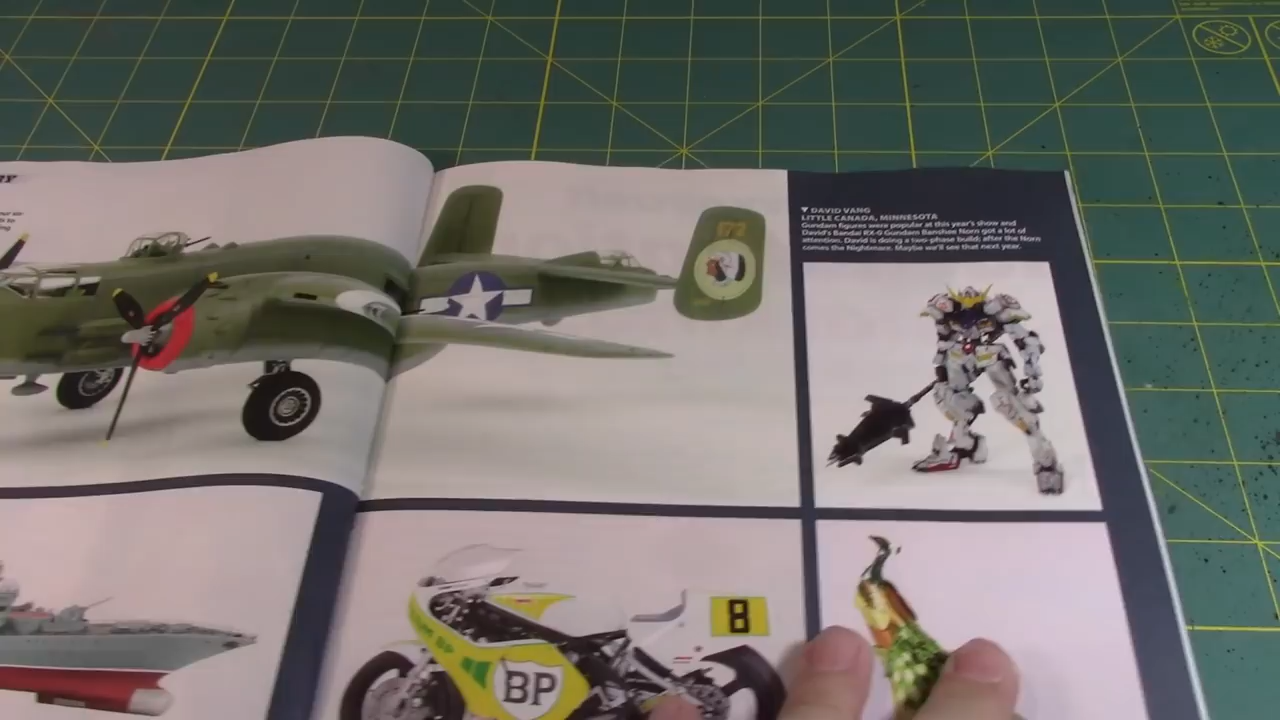 ▼ DAVID VANG
LITTLE CANADA, MINNESOTA
Gundam figures were popular at this year's show and
David's Bandai RX-0 Gundam Banshee Norn got a lot of
attention. David is doing a two-phase build; after the Norn
comes the Nightmare. Maybe we'll see that next year.
8
BP
BP